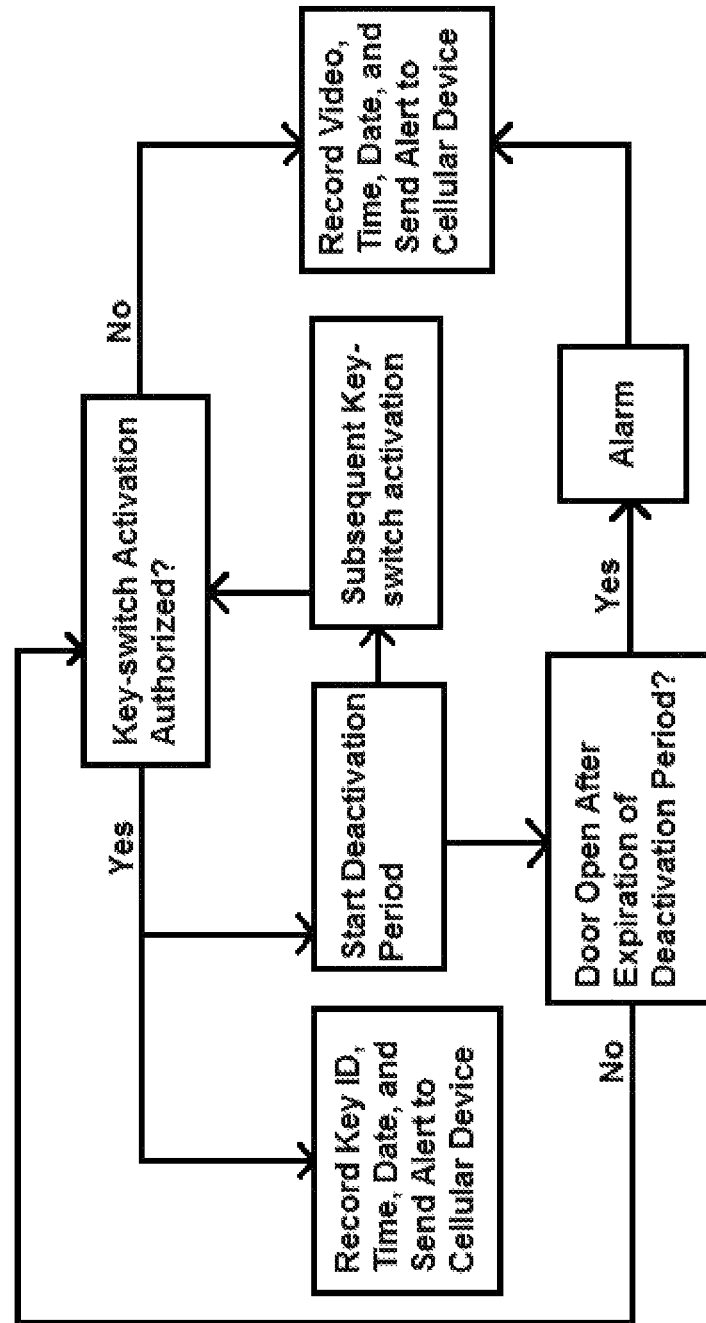 Key-switch Activation
Authorized?
Yes
No
Record Key ID,
Time, Date, and
Send Alert to
Cellular Device
Start Deactivation
Period
Subsequent Key-
switch activation
Record Video,
Time, Date, and
Send Alert to
Cellular Device
Door Open After
Expiration of
Deactivation Period?
No
Yes
Alarm